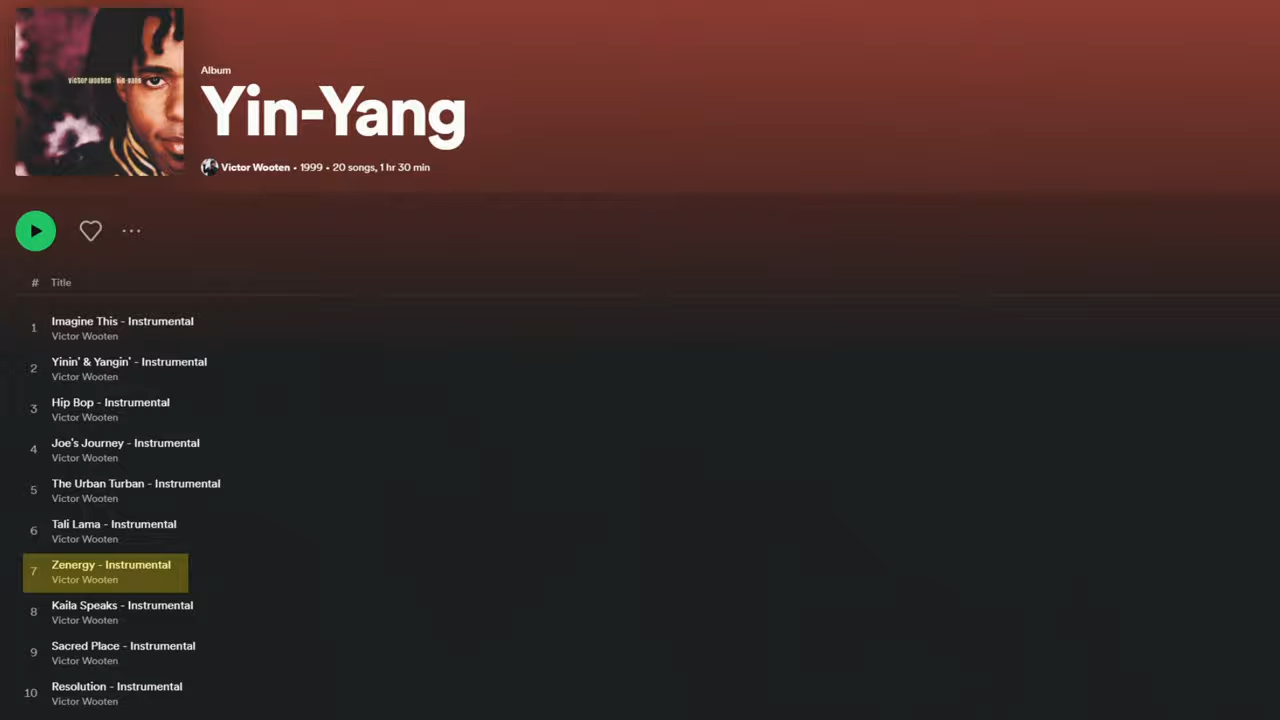 Victor Wooten · Yin-Yang
Album
Yin-Yang
Victor Wooten • 1999 • 20 songs, 1 hr 30 min
# Title
1 Imagine This - Instrumental
Victor Wooten
2 Yinin' & Yangin' - Instrumental
Victor Wooten
3 Hip Bop - Instrumental
Victor Wooten
4 Joe's Journey - Instrumental
Victor Wooten
5 The Urban Turban - Instrumental
Victor Wooten
6 Tali Lama - Instrumental
Victor Wooten
7 Zenergy - Instrumental
Victor Wooten
8 Kaila Speaks - Instrumental
Victor Wooten
9 Sacred Place - Instrumental
Victor Wooten
10 Resolution - Instrumental
Victor Wooten